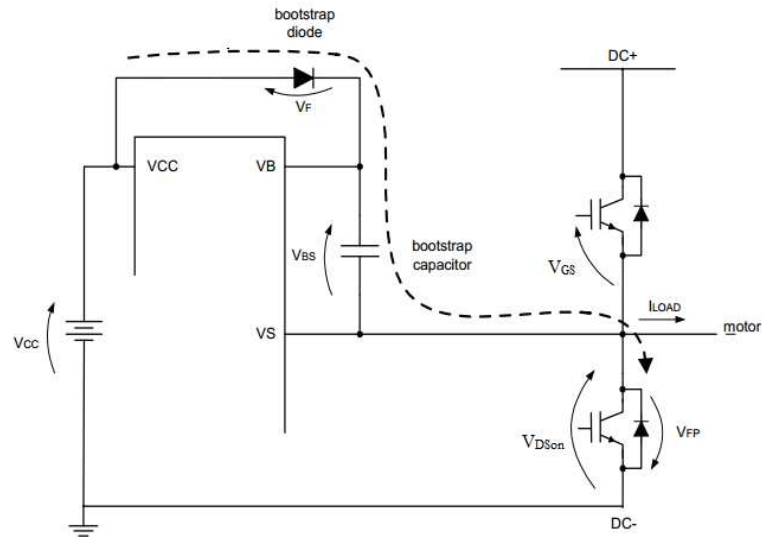 bootstrap
diode
DC+
VF
VCC
VB
VBS
bootstrap
capacitor
VGS
ILOAD
VCC
VS
motor
VDSon
VFP
DC-